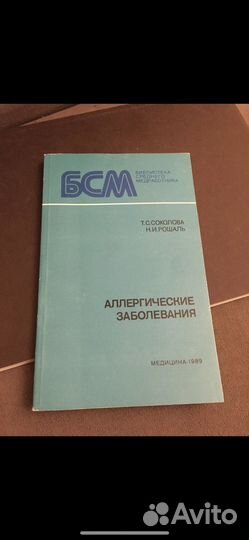 БСМ
БИБЛИОТЕКА
СРЕДНЕГО
МЕДРАБОТНИКА
Т.С.СОКОЛОВА
Н.И.РОШАЛЬ
АЛЛЕРГИЧЕСКИЕ
ЗАБОЛЕВАНИЯ
МЕДИЦИНА·1989
Avito